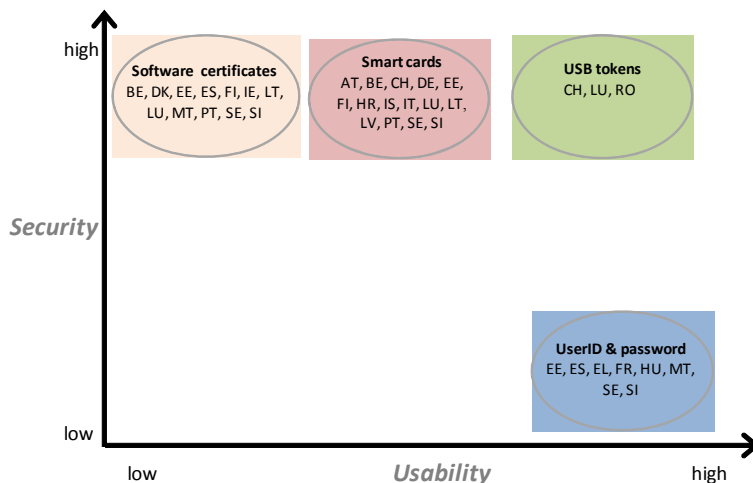 high
Software certificates
BE, DK, EE, ES, FI, IE, LT,
LU, MT, PT, SE, SI
Smart cards
AT, BE, CH, DE, EE,
FI, HR, IS, IT, LU, LT,
LV, PT, SE, SI
USB tokens
CH, LU, RO
Security
UserID & password
EE, ES, EL, FR, HU, MT,
SE, SI
low
low
Usability
high